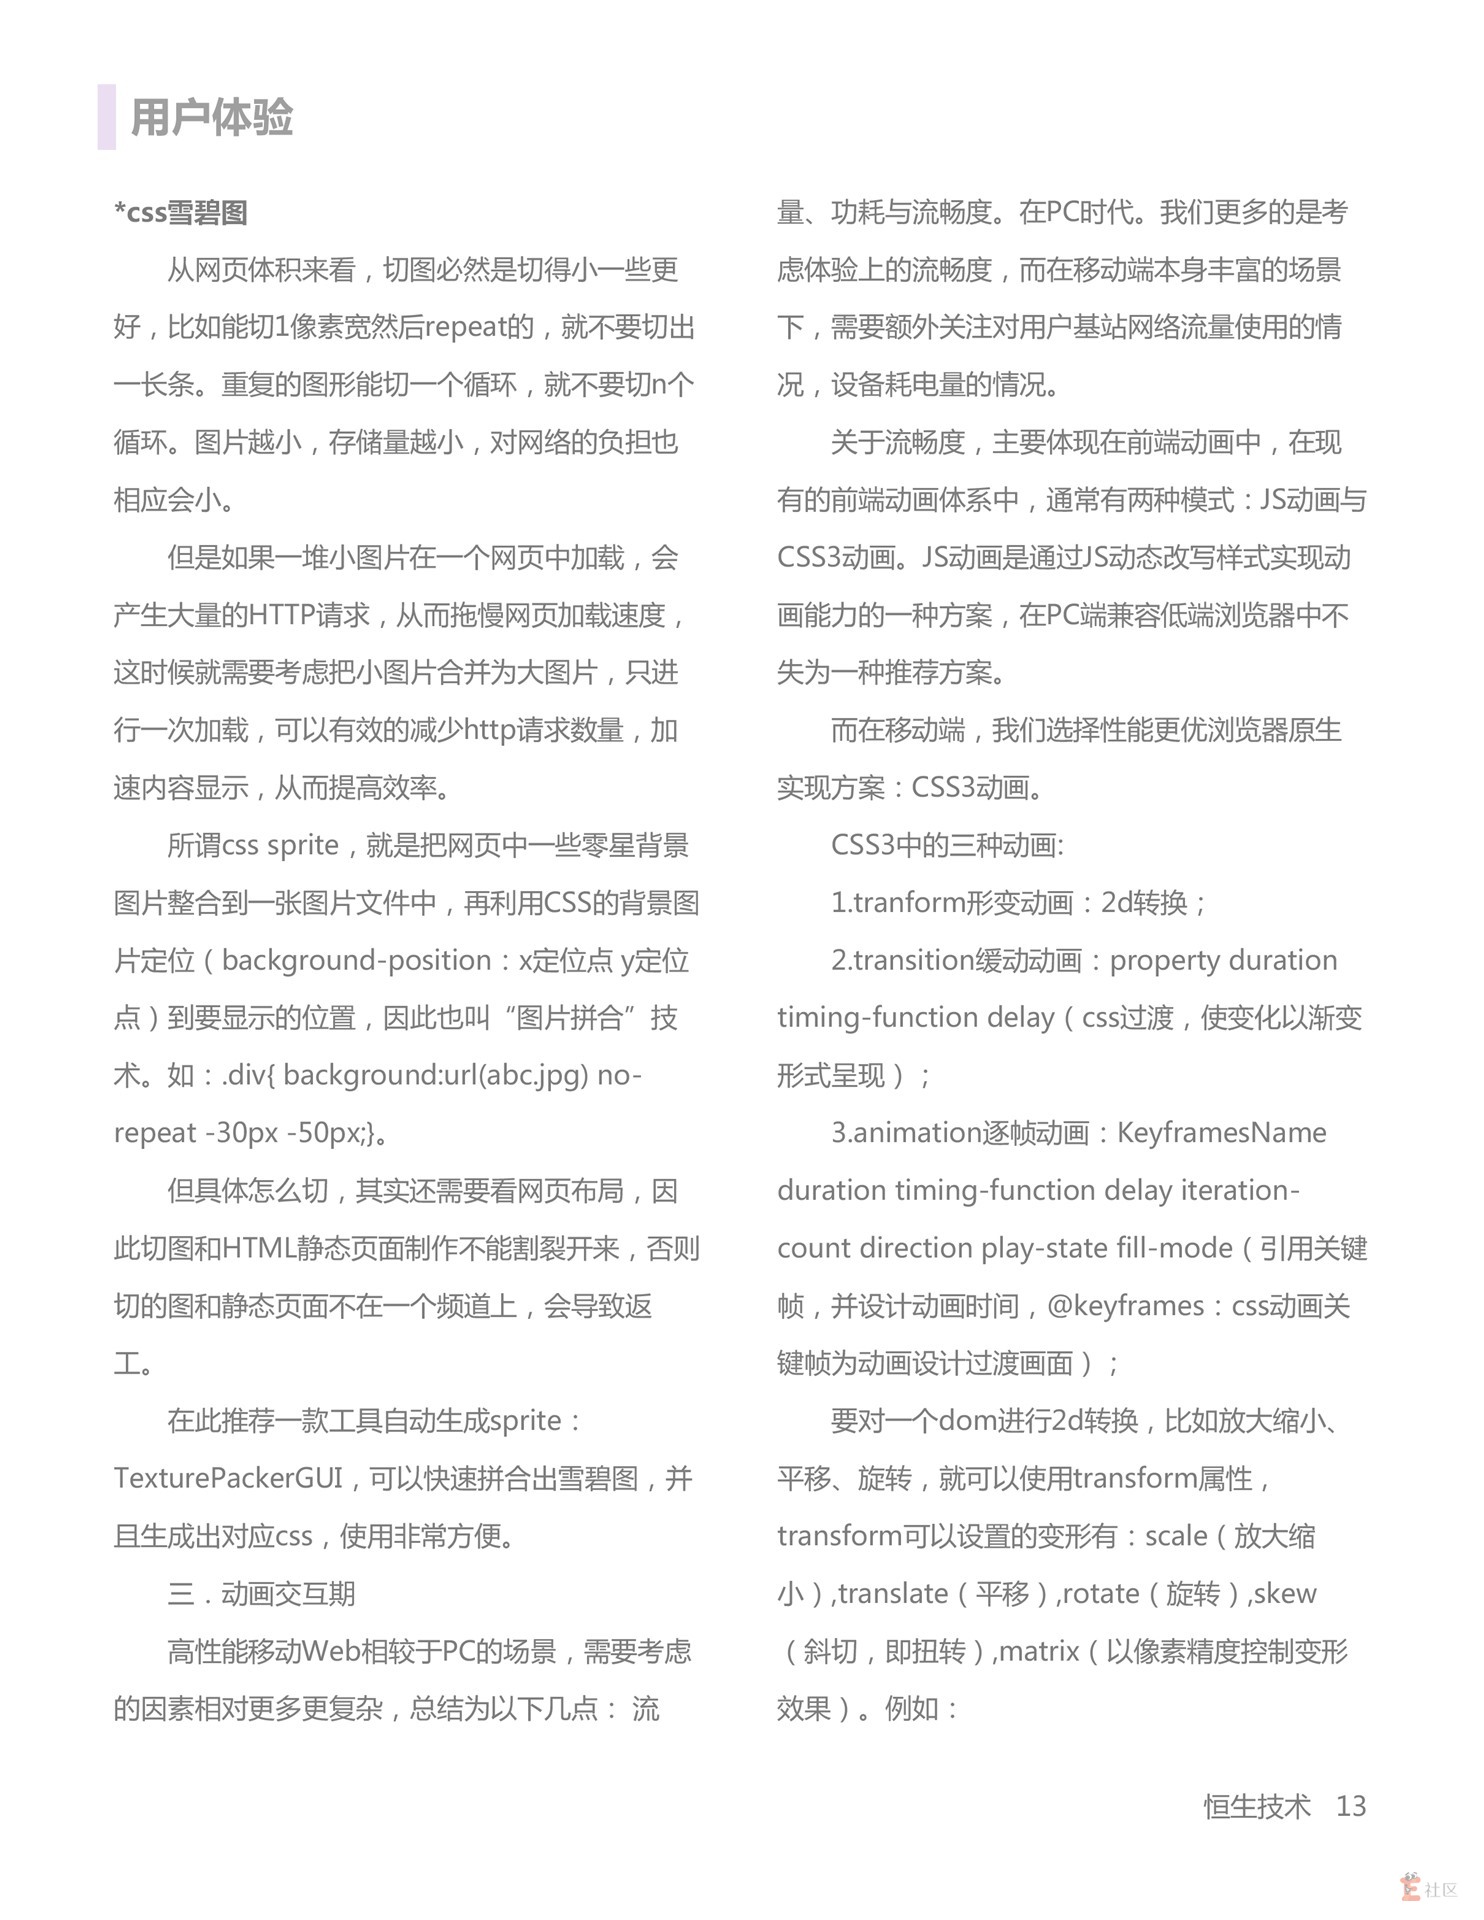 用户体验
*css雪碧图
从网页体积来看，切图必然是切得小一些更
好，比如能切1像素宽然后repeat的，就不要切出
一长条。重复的图形能切一个循环，就不要切n个
循环。图片越小，存储量越小，对网络的负担也
相应会小。
但是如果一堆小图片在一个网页中加载，会
产生大量的HTTP请求，从而拖慢网页加载速度，
这时候就需要考虑把小图片合并为大图片，只进
行一次加载，可以有效的减少http请求数量，加
速内容显示，从而提高效率。
所谓css sprite，就是把网页中一些零星背景
图片整合到一张图片文件中，再利用CSS的背景图
片定位（background-position：x定位点 y定位
点）到要显示的位置，因此也叫“图片拼合”技
术。如：.div{ background:url(abc.jpg) no-
repeat -30px -50px;}。
但具体怎么切，其实还需要看网页布局，因
此切图和HTML静态页面制作不能割裂开来，否则
切的图和静态页面不在一个频道上，会导致返
工。
在此推荐一款工具自动生成sprite：
TexturePackerGUI，可以快速拼合出雪碧图，并
且生成出对应css，使用非常方便。
三．动画交互期
高性能移动Web相较于PC的场景，需要考虑
的因素相对更多更复杂，总结为以下几点： 流
量、功耗与流畅度。在PC时代。我们更多的是考
虑体验上的流畅度，而在移动端本身丰富的场景
下，需要额外关注对用户基站网络流量使用的情
况，设备耗电量的情况。
关于流畅度，主要体现在前端动画中，在现
有的前端动画体系中，通常有两种模式：JS动画与
CSS3动画。JS动画是通过JS动态改写样式实现动
画能力的一种方案，在PC端兼容低端浏览器中不
失为一种推荐方案。
而在移动端，我们选择性能更优浏览器原生
实现方案：CSS3动画。
CSS3中的三种动画:
1.tranform形变动画：2d转换；
2.transition缓动动画：property duration
timing-function delay（css过渡，使变化以渐变
形式呈现）；
3.animation逐帧动画：KeyframesName
duration timing-function delay iteration-
count direction play-state fill-mode（引用关键
帧，并设计动画时间，@keyframes：css动画关
键帧为动画设计过渡画面）；
要对一个dom进行2d转换，比如放大缩小、
平移、旋转，就可以使用transform属性，
transform可以设置的变形有：scale（放大缩
小）,translate（平移）,rotate（旋转）,skew
（斜切，即扭转）,matrix（以像素精度控制变形
效果）。例如：
恒生技术 13
社区